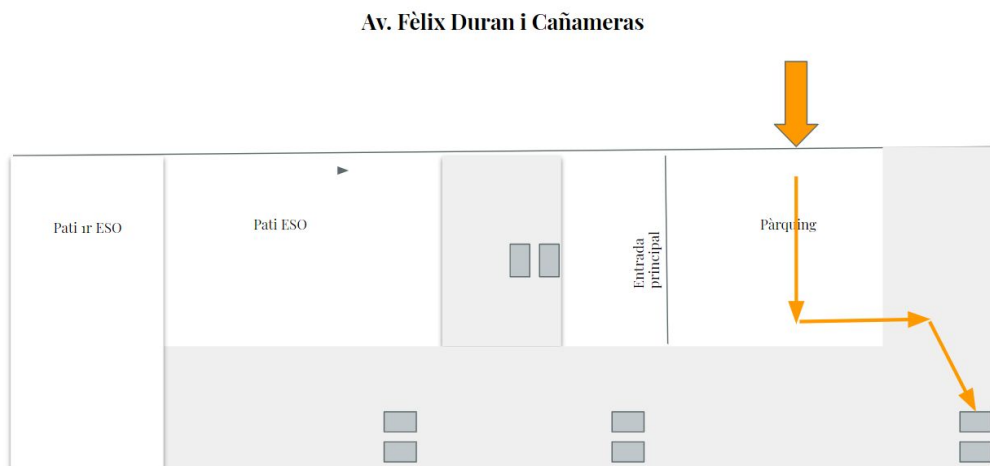 Av. Fèlix Duran i Cañameras
Pati 1r ESO
Pati ESO
Entrada
principal
Pàrquing